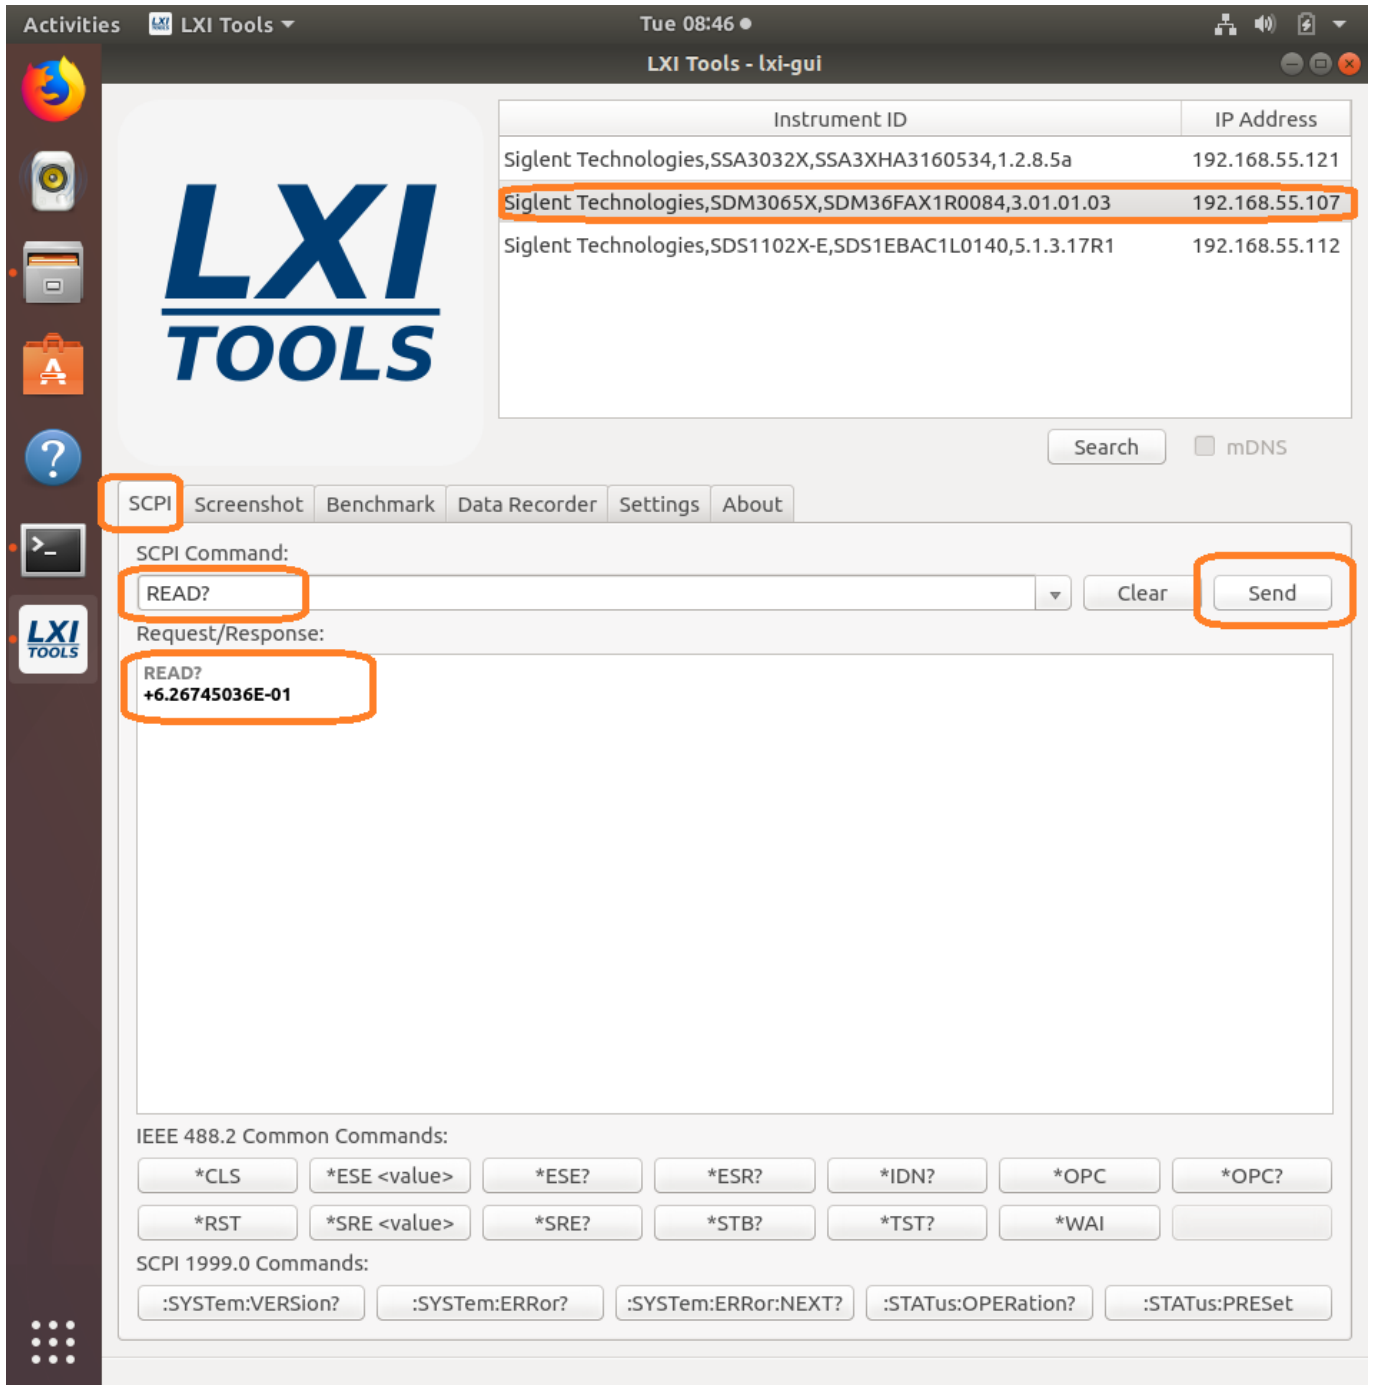 Activities LXI Tools Tue 08:46
LXI Tools - lxi-gui
LXI
TOOLS
Instrument ID IP Address
Siglent Technologies,SSA3032X,SSA3XHA3160534,1.2.8.5a 192.168.55.121
Siglent Technologies,SDM3065X,SDM36FAX1R0084,3.01.01.03 192.168.55.107
Siglent Technologies,SDS1102X-E,SDS1EBAC1L0140,5.1.3.17R1 192.168.55.112
Search mDNS
SCPI Screenshot Benchmark Data Recorder Settings About
SCPI Command:
READ? Clear Send
Request/Response:
READ?
+6.26745036E-01
LXI
TOOLS
IEEE 488.2 Common Commands:
*CLS *ESE <value> *ESE? *ESR? *IDN? *OPC *OPC?
*RST *SRE <value> *SRE? *STB? *TST? *WAI
SCPI 1999.0 Commands:
:SYSTem:VERSion? :SYSTem:ERRor? :SYSTem:ERRor:NEXT? :STATus:OPERation? :STATus:PRESet